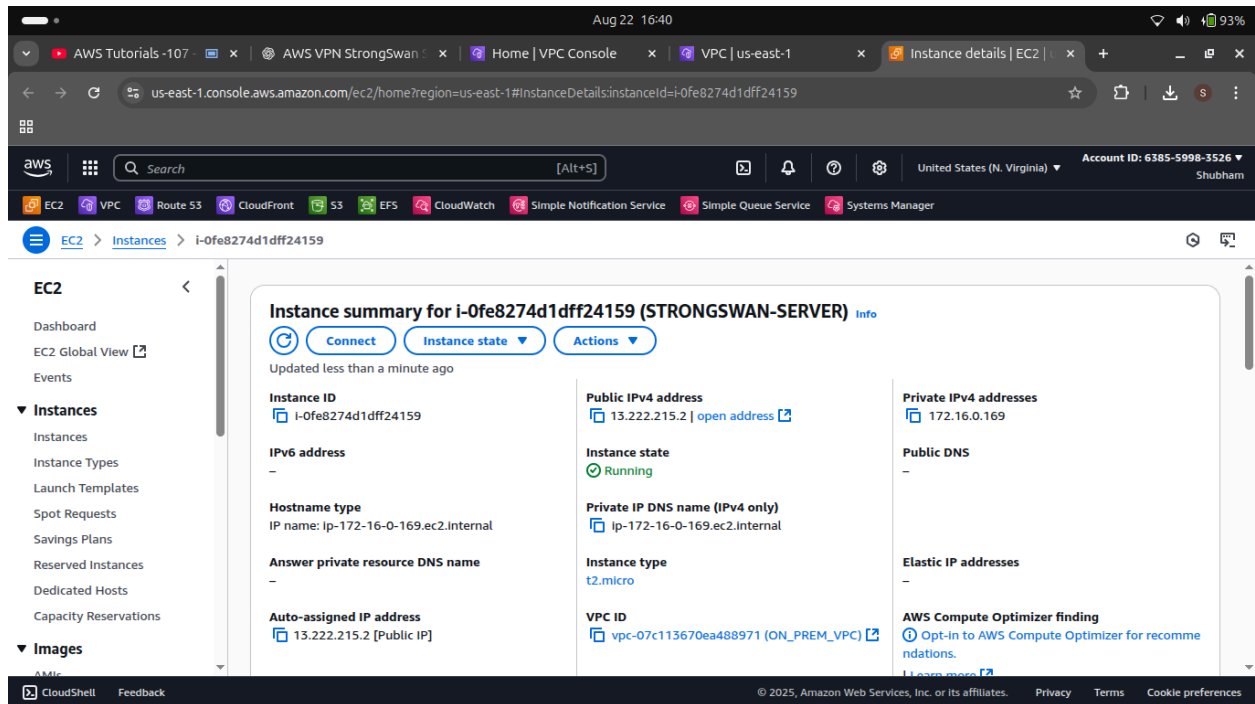 Aug 22 16:40
93%
AWS Tutorials -107 -
AWS VPN StrongSwan S
Home | VPC Console
VPC | us-east-1
Instance details | EC2 | u
us-east-1.console.aws.amazon.com/ec2/home?region=us-east-1#InstanceDetails:instanceId=i-0fe8274d1dff24159
S
aws
Search
[Alt+S]
United States (N. Virginia) ▼
Account ID: 6385-5998-3526 ▼
Shubham
EC2
VPC
Route 53
CloudFront
S3
EFS
CloudWatch
Simple Notification Service
Simple Queue Service
Systems Manager
EC2 > Instances > i-0fe8274d1dff24159
EC2
Dashboard
EC2 Global View
Events
▼ Instances
Instances
Instance Types
Launch Templates
Spot Requests
Savings Plans
Reserved Instances
Dedicated Hosts
Capacity Reservations
▼ Images
AMIs
Instance summary for i-0fe8274d1dff24159 (STRONGSWAN-SERVER) Info
Connect
Instance state ▼
Actions ▼
Updated less than a minute ago
Instance ID
i-0fe8274d1dff24159
Public IPv4 address
13.222.215.2 | open address
Private IPv4 addresses
172.16.0.169
IPv6 address
–
Instance state
Running
Public DNS
–
Hostname type
IP name: ip-172-16-0-169.ec2.internal
Private IP DNS name (IPv4 only)
ip-172-16-0-169.ec2.internal
Answer private resource DNS name
–
Instance type
t2.micro
Elastic IP addresses
–
Auto-assigned IP address
13.222.215.2 [Public IP]
VPC ID
vpc-07c113670ea488971 (ON_PREM_VPC)
AWS Compute Optimizer finding
Opt-in to AWS Compute Optimizer for recomme
ndations.
| Learn more
CloudShell
Feedback
© 2025, Amazon Web Services, Inc. or its affiliates.
Privacy
Terms
Cookie preferences